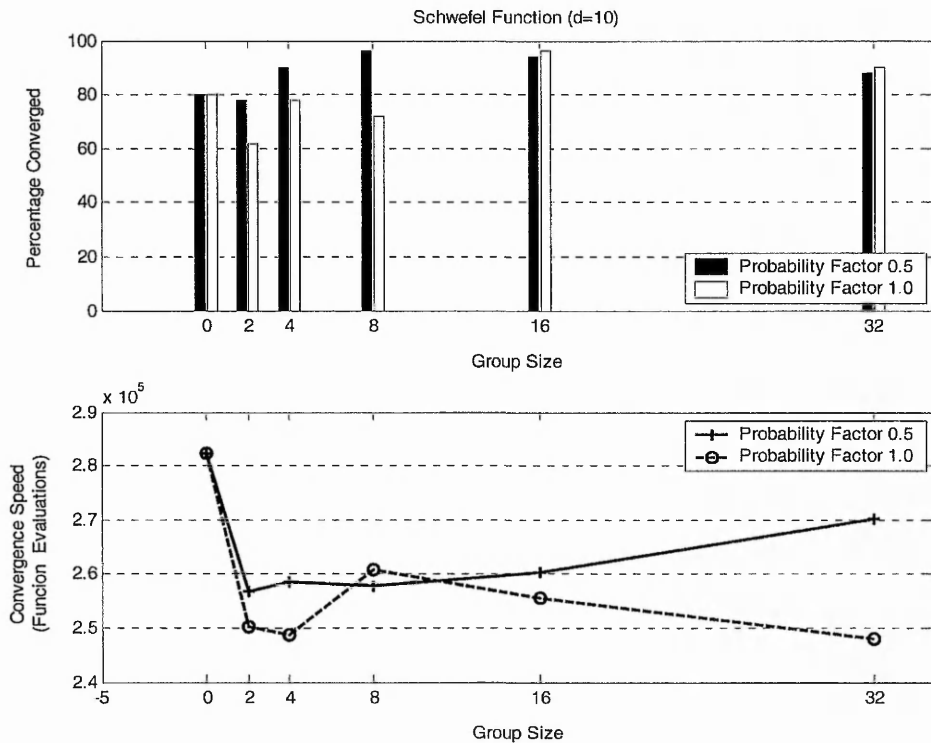 Schwefel Function (d=10)
100
80
60
40
20
0
Percentage Converged
0 2 4 8 16 32
Group Size
Probability Factor 0.5
Probability Factor 1.0
x 10^5
2.9
2.8
2.7
2.6
2.5
2.4
Convergence Speed
(Funcion Evaluations)
-5 0 2 4 8 16 32
Group Size
Probability Factor 0.5
Probability Factor 1.0